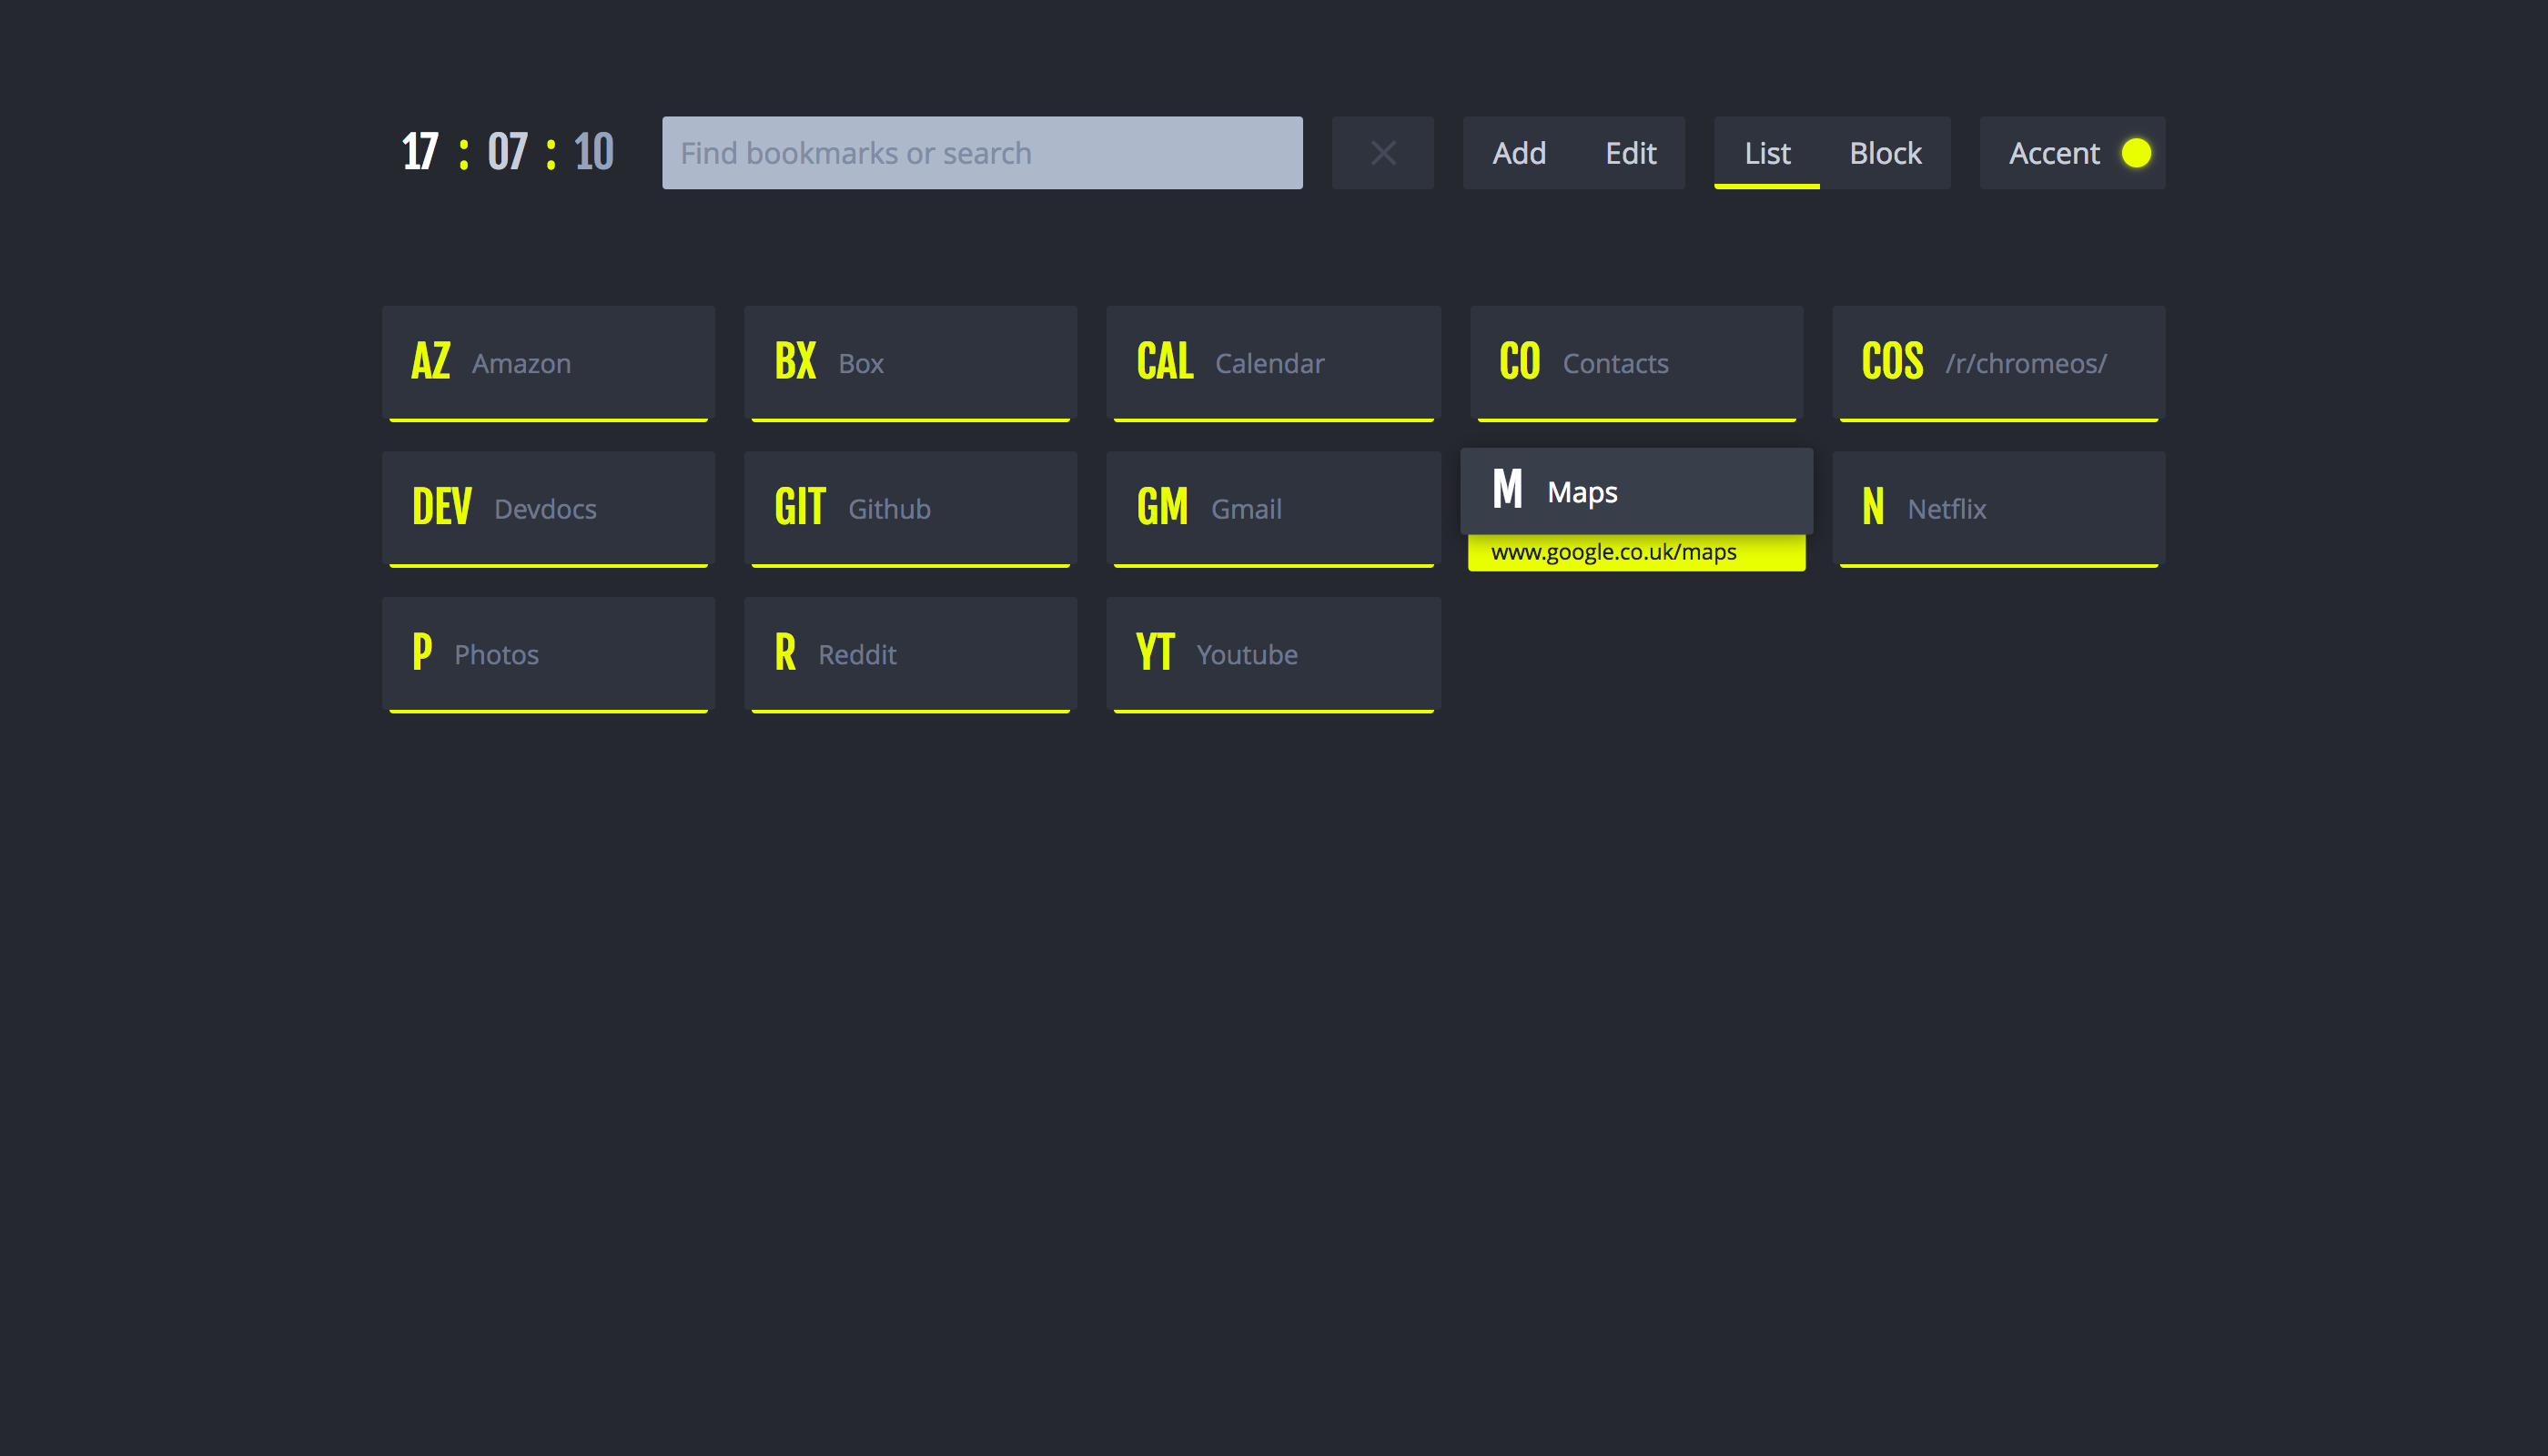 17 : 07 : 10
Find bookmarks or search
Add Edit
List Block
Accent
AZ Amazon
BX Box
CAL Calendar
CO Contacts
COS /r/chromeos/
DEV Devdocs
GIT Github
GM Gmail
M Maps
www.google.co.uk/maps
N Netflix
P Photos
R Reddit
YT Youtube